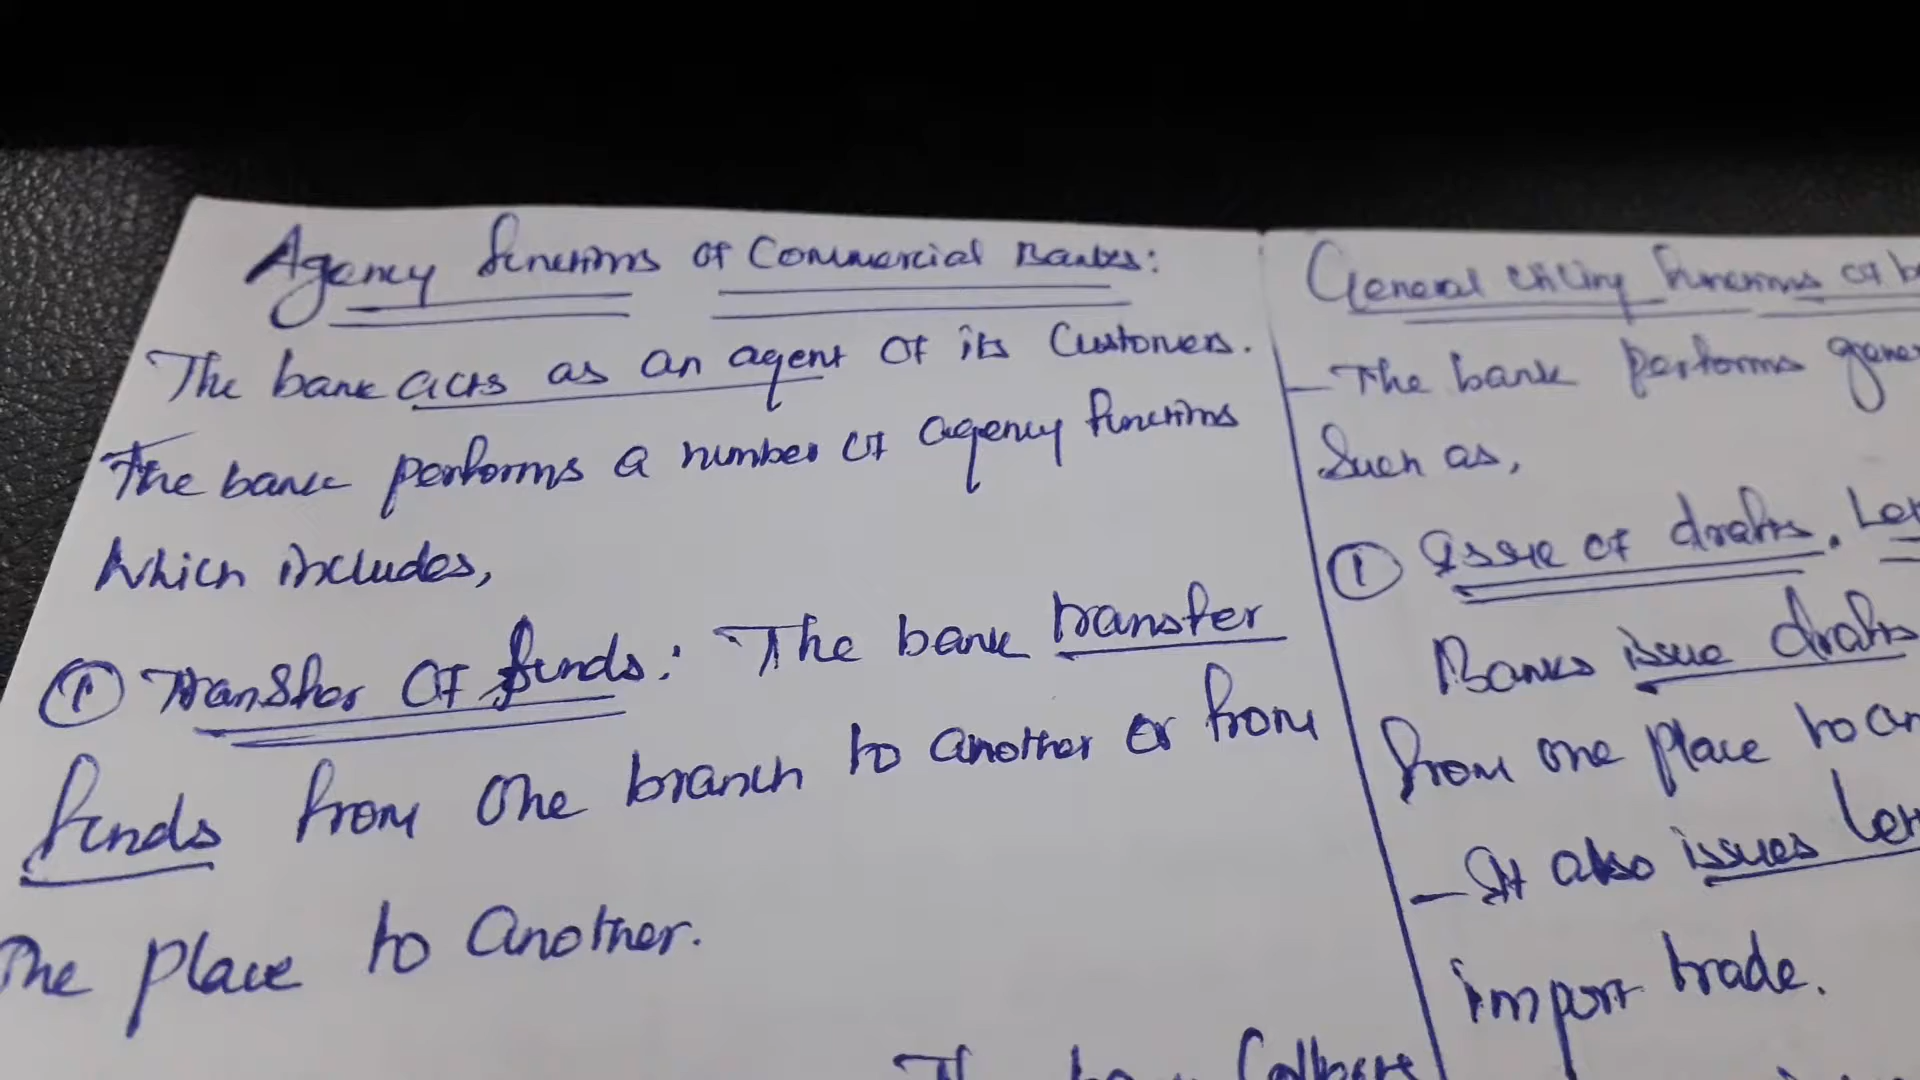 Agency functions of Commercial Banks:
The bank acts as an agent of its Customers.
The bank performs a number of agency functions
which includes,
① Transfer of funds: The bank transfer
funds from one branch to another or from
one place to another.
The Collects
General utility functions of
- The bank performs
Such as,
① Issue of drafts,
Banks issue drafts
from one place to
- It also issues
import trade.